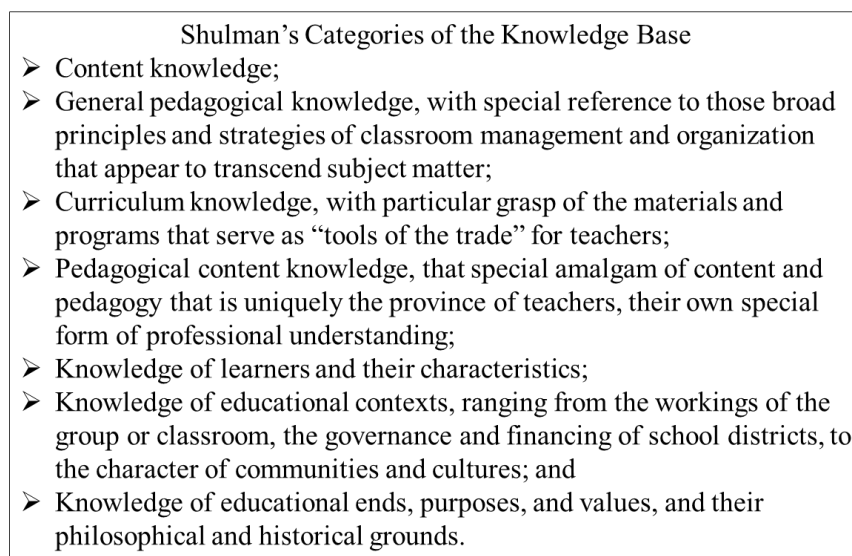 Shulman’s Categories of the Knowledge Base
➢ Content knowledge;
➢ General pedagogical knowledge, with special reference to those broad
principles and strategies of classroom management and organization
that appear to transcend subject matter;
➢ Curriculum knowledge, with particular grasp of the materials and
programs that serve as “tools of the trade” for teachers;
➢ Pedagogical content knowledge, that special amalgam of content and
pedagogy that is uniquely the province of teachers, their own special
form of professional understanding;
➢ Knowledge of learners and their characteristics;
➢ Knowledge of educational contexts, ranging from the workings of the
group or classroom, the governance and financing of school districts, to
the character of communities and cultures; and
➢ Knowledge of educational ends, purposes, and values, and their
philosophical and historical grounds.